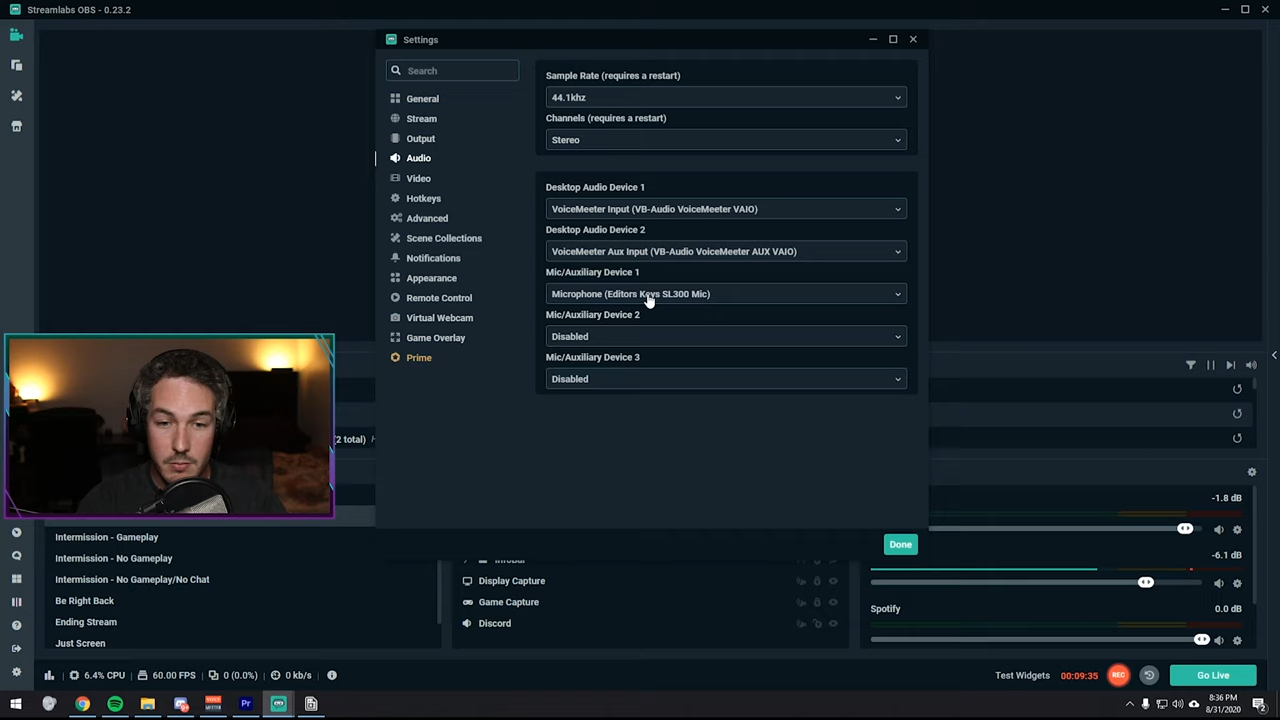 Streamlabs OBS - 0.23.2
Settings
Search
General
Stream
Output
Audio
Video
Hotkeys
Advanced
Scene Collections
Notifications
Appearance
Remote Control
Virtual Webcam
Game Overlay
Prime
Sample Rate (requires a restart)
44.1khz
Channels (requires a restart)
Stereo
Desktop Audio Device 1
VoiceMeeter Input (VB-Audio VoiceMeeter VAIO)
Desktop Audio Device 2
VoiceMeeter Aux Input (VB-Audio VoiceMeeter AUX VAIO)
Mic/Auxiliary Device 1
Microphone (Editors Keys SL300 Mic)
Mic/Auxiliary Device 2
Disabled
Mic/Auxiliary Device 3
Disabled
Done
2 total)
Intermission - Gameplay
Intermission - No Gameplay
Intermission - No Gameplay/No Chat
Be Right Back
Ending Stream
Just Screen
Display Capture
Game Capture
Discord
-1.8 dB
-6.1 dB
Spotify
0.0 dB
6.4% CPU
60.00 FPS
0 (0.0%)
0 kb/s
Test Widgets
00:09:35
REC
Go Live
Pr
8:36 PM
8/31/2020
2